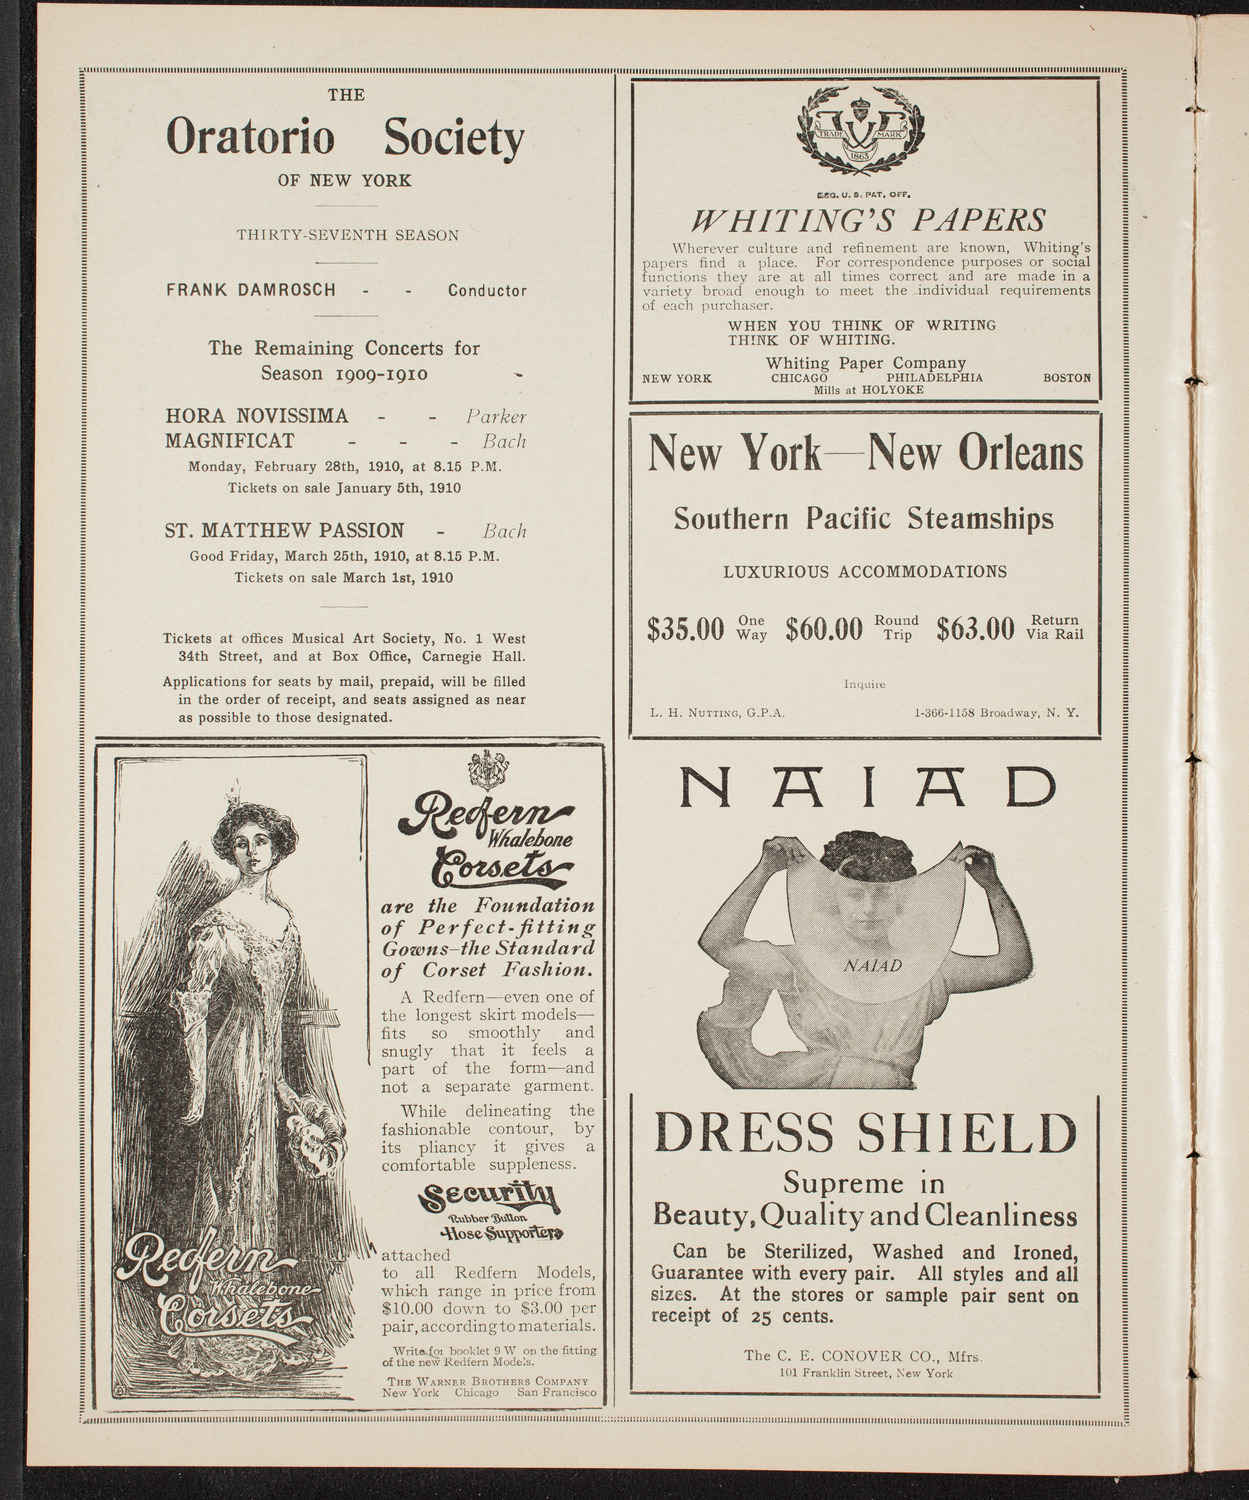 THE
Oratorio Society
OF NEW YORK
THIRTY-SEVENTH SEASON
FRANK DAMROSCH - - Conductor
The Remaining Concerts for
Season 1909-1910
HORA NOVISSIMA - - Parker
MAGNIFICAT - - - Bach
Monday, February 28th, 1910, at 8.15 P.M.
Tickets on sale January 5th, 1910
ST. MATTHEW PASSION - Bach
Good Friday, March 25th, 1910, at 8.15 P.M.
Tickets on sale March 1st, 1910
Tickets at offices Musical Art Society, No. 1 West
34th Street, and at Box Office, Carnegie Hall.
Applications for seats by mail, prepaid, will be filled
in the order of receipt, and seats assigned as near
as possible to those designated.
Redfern
Whalebone
Corsets
are the Foundation
of Perfect-fitting
Gowns—the Standard
of Corset Fashion.
A Redfern—even one of
the longest skirt models—
fits so smoothly and
snugly that it feels a
part of the form—and
not a separate garment.
While delineating the
fashionable contour, by
its pliancy it gives a
comfortable suppleness.
Security
Rubber Button
Hose Supporters
attached
to all Redfern Models,
which range in price from
$10.00 down to $3.00 per
pair, according to materials.
Write for booklet 9 W on the fitting
of the new Redfern Models.
THE WARNER BROTHERS COMPANY
New York Chicago San Francisco
Redfern
Whalebone
Corsets
TRADE MARK
1865
REG. U. S. PAT. OFF.
WHITING'S PAPERS
Wherever culture and refinement are known, Whiting's
papers find a place. For correspondence purposes or social
functions they are at all times correct and are made in a
variety broad enough to meet the individual requirements
of each purchaser.
WHEN YOU THINK OF WRITING
THINK OF WHITING.
Whiting Paper Company
NEW YORK CHICAGO PHILADELPHIA BOSTON
Mills at HOLYOKE
New York—New Orleans
Southern Pacific Steamships
LUXURIOUS ACCOMMODATIONS
$35.00 One Way $60.00 Round Trip $63.00 Return Via Rail
Inquire
L. H. NUTTING, G.P.A. 1-366-1158 Broadway, N. Y.
NAIAD
NAIAD
DRESS SHIELD
Supreme in
Beauty, Quality and Cleanliness
Can be Sterilized, Washed and Ironed,
Guarantee with every pair. All styles and all
sizes. At the stores or sample pair sent on
receipt of 25 cents.
The C. E. CONOVER CO., Mfrs.
101 Franklin Street, New York